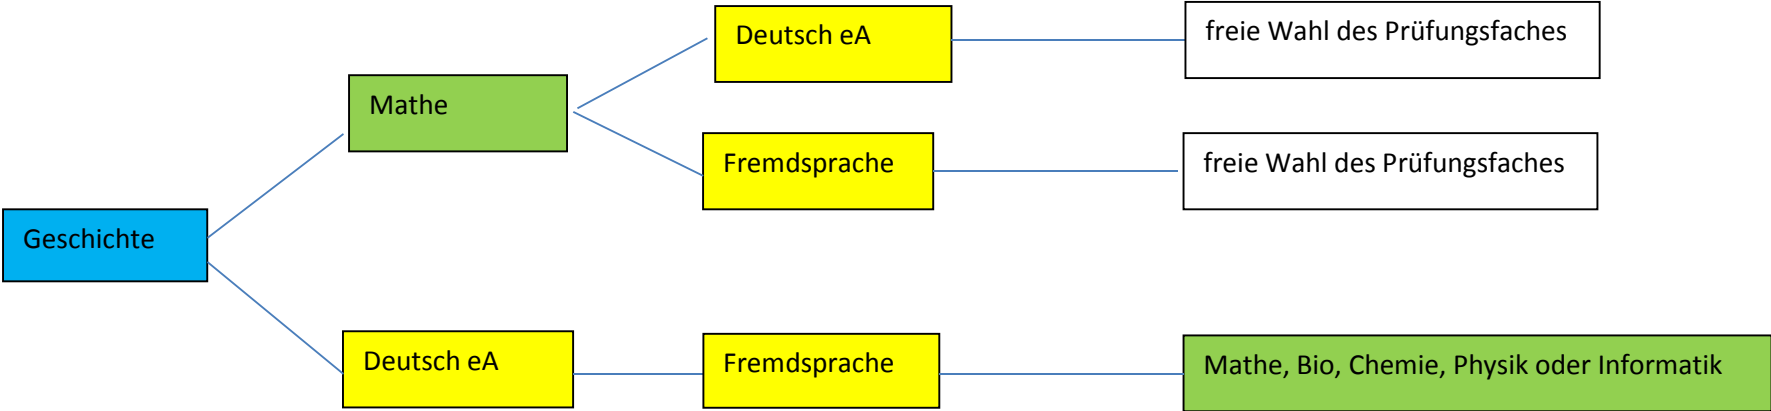 Deutsch eA
freie Wahl des Prüfungsfaches
Mathe
Fremdsprache
freie Wahl des Prüfungsfaches
Geschichte
Deutsch eA
Fremdsprache
Mathe, Bio, Chemie, Physik oder Informatik